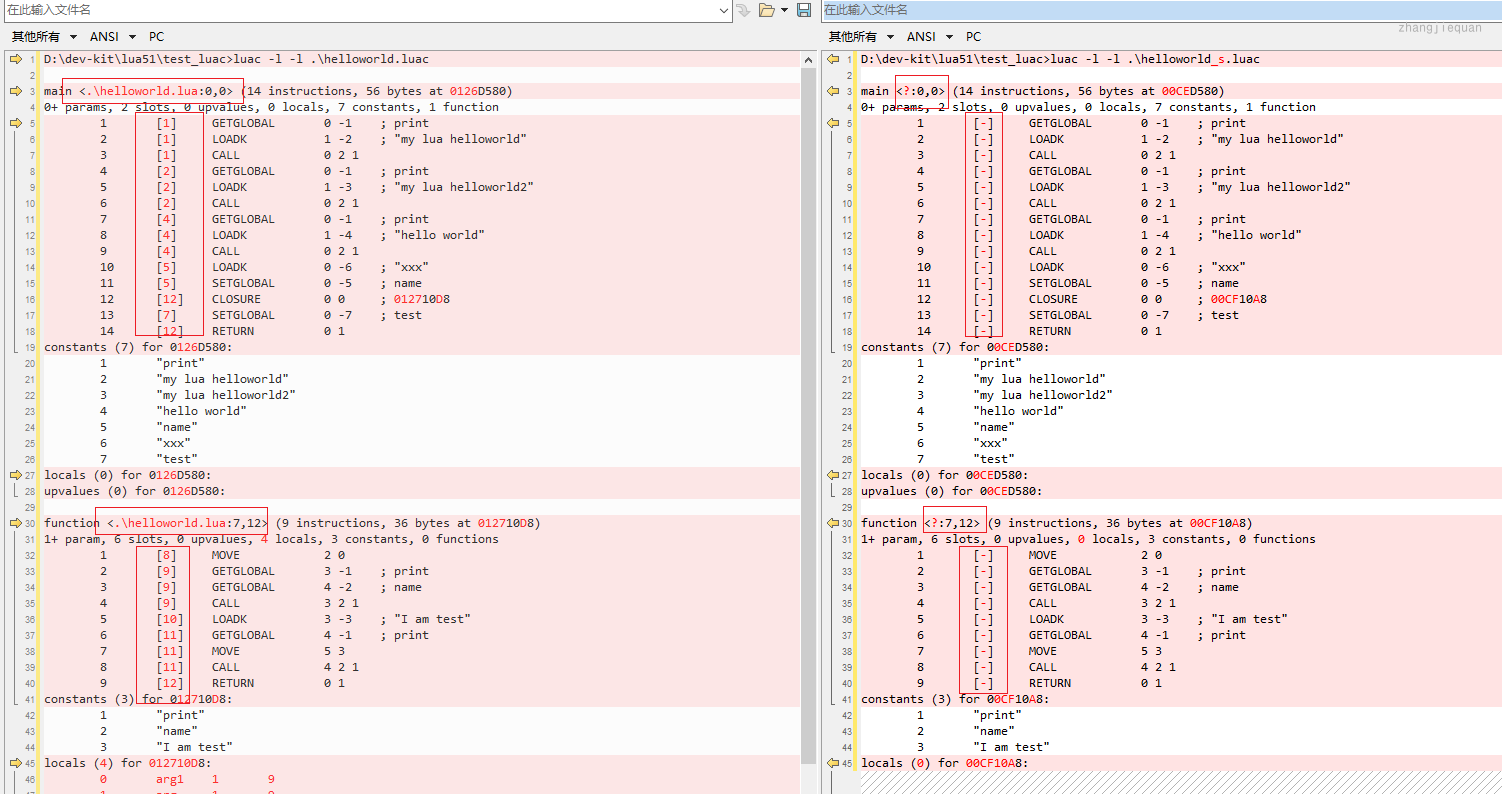 在此输入文件名
其他所有 ANSI PC
1 D:\dev-kit\lua51\test_luac>luac -l -l .\helloworld.luac
2
3 main <.\helloworld.lua:0,0> (14 instructions, 56 bytes at 0126D580)
4 0+ params, 2 slots, 0 upvalues, 0 locals, 7 constants, 1 function
5 1 [1] GETGLOBAL 0 -1 ; print
6 2 [1] LOADK 1 -2 ; "my lua helloworld"
7 3 [1] CALL 0 2 1
8 4 [2] GETGLOBAL 0 -1 ; print
9 5 [2] LOADK 1 -3 ; "my lua helloworld2"
10 6 [2] CALL 0 2 1
11 7 [4] GETGLOBAL 0 -1 ; print
12 8 [4] LOADK 1 -4 ; "hello world"
13 9 [4] CALL 0 2 1
14 10 [5] LOADK 0 -6 ; "xxx"
15 11 [5] SETGLOBAL 0 -5 ; name
16 12 [12] CLOSURE 0 0 ; 012710D8
17 13 [7] SETGLOBAL 0 -7 ; test
18 14 [12] RETURN 0 1
19 constants (7) for 0126D580:
20 1 "print"
21 2 "my lua helloworld"
22 3 "my lua helloworld2"
23 4 "hello world"
24 5 "name"
25 6 "xxx"
26 7 "test"
27 locals (0) for 0126D580:
28 upvalues (0) for 0126D580:
29
30 function <.\helloworld.lua:7,12> (9 instructions, 36 bytes at 012710D8)
31 1+ param, 6 slots, 0 upvalues, 4 locals, 3 constants, 0 functions
32 1 [8] MOVE 2 0
33 2 [9] GETGLOBAL 3 -1 ; print
34 3 [9] GETGLOBAL 4 -2 ; name
35 4 [9] CALL 3 2 1
36 5 [10] LOADK 3 -3 ; "I am test"
37 6 [11] GETGLOBAL 4 -1 ; print
38 7 [11] MOVE 5 3
39 8 [11] CALL 4 2 1
40 9 [12] RETURN 0 1
41 constants (3) for 012710D8:
42 1 "print"
43 2 "name"
44 3 "I am test"
45 locals (4) for 012710D8:
46 0 arg1 1 9
在此输入文件名
其他所有 ANSI PC
zhangjiequan
1 D:\dev-kit\lua51\test_luac>luac -l -l .\helloworld_s.luac
2
3 main <?:0,0> (14 instructions, 56 bytes at 00CED580)
4 0+ params, 2 slots, 0 upvalues, 0 locals, 7 constants, 1 function
5 1 [-] GETGLOBAL 0 -1 ; print
6 2 [-] LOADK 1 -2 ; "my lua helloworld"
7 3 [-] CALL 0 2 1
8 4 [-] GETGLOBAL 0 -1 ; print
9 5 [-] LOADK 1 -3 ; "my lua helloworld2"
10 6 [-] CALL 0 2 1
11 7 [-] GETGLOBAL 0 -1 ; print
12 8 [-] LOADK 1 -4 ; "hello world"
13 9 [-] CALL 0 2 1
14 10 [-] LOADK 0 -6 ; "xxx"
15 11 [-] SETGLOBAL 0 -5 ; name
16 12 [-] CLOSURE 0 0 ; 00CF10A8
17 13 [-] SETGLOBAL 0 -7 ; test
18 14 [-] RETURN 0 1
19 constants (7) for 00CED580:
20 1 "print"
21 2 "my lua helloworld"
22 3 "my lua helloworld2"
23 4 "hello world"
24 5 "name"
25 6 "xxx"
26 7 "test"
27 locals (0) for 00CED580:
28 upvalues (0) for 00CED580:
29
30 function <?:7,12> (9 instructions, 36 bytes at 00CF10A8)
31 1+ param, 6 slots, 0 upvalues, 0 locals, 3 constants, 0 functions
32 1 [-] MOVE 2 0
33 2 [-] GETGLOBAL 3 -1 ; print
34 3 [-] GETGLOBAL 4 -2 ; name
35 4 [-] CALL 3 2 1
36 5 [-] LOADK 3 -3 ; "I am test"
37 6 [-] GETGLOBAL 4 -1 ; print
38 7 [-] MOVE 5 3
39 8 [-] CALL 4 2 1
40 9 [-] RETURN 0 1
41 constants (3) for 00CF10A8:
42 1 "print"
43 2 "name"
44 3 "I am test"
45 locals (0) for 00CF10A8: